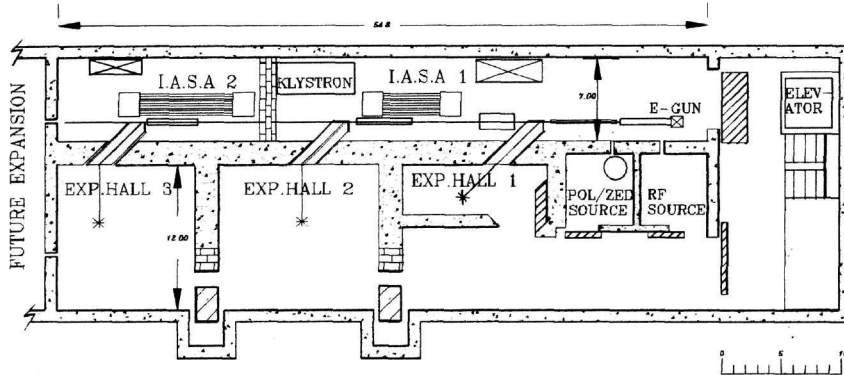 54.8
I.A.S.A 2
KLYSTRON
I.A.S.A 1
7.00
E-GUN
ELEV-
ATOR
FUTURE EXPANSION
EXP.HALL 3
EXP.HALL 2
EXP.HALL 1
POL/ZED
SOURCE
RF
SOURCE
12.00
0 5 10